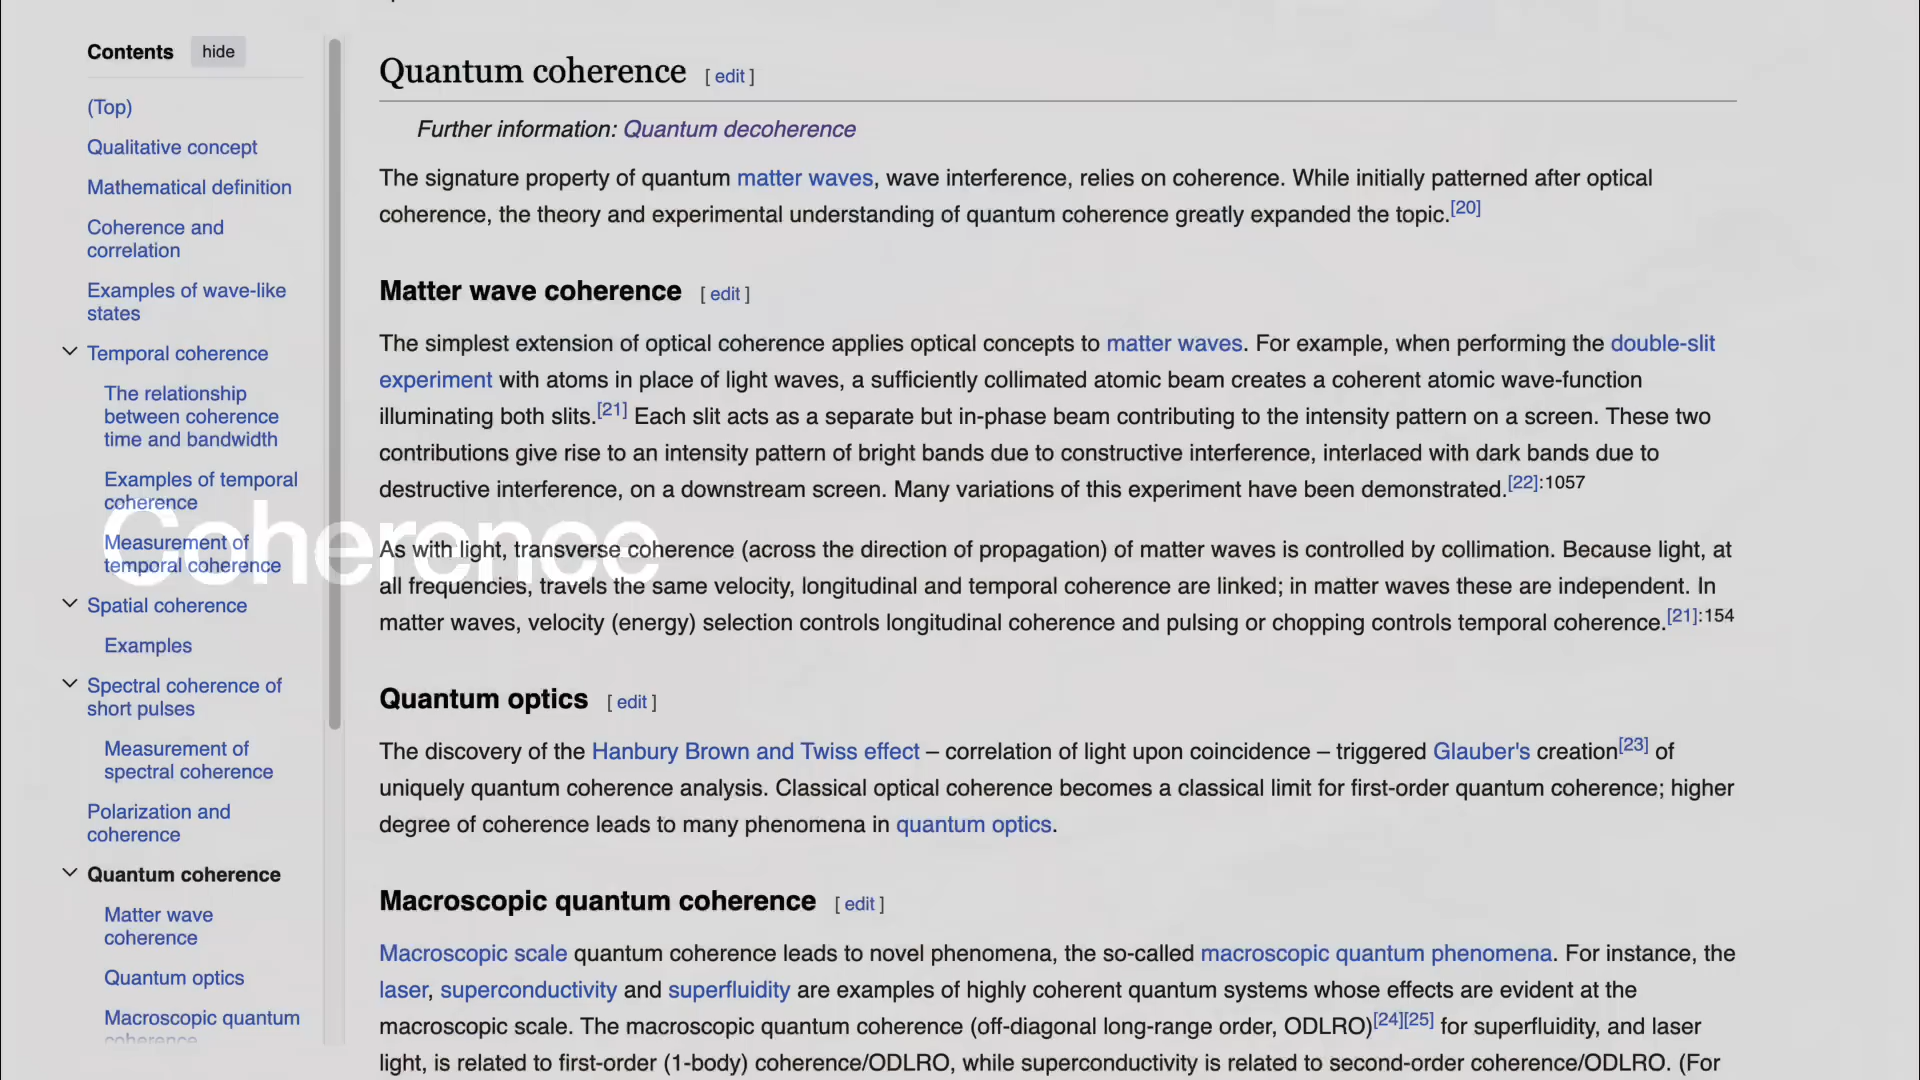 Contents hide
(Top)
Qualitative concept
Mathematical definition
Coherence and
correlation
Examples of wave-like
states
Temporal coherence
The relationship
between coherence
time and bandwidth
Examples of temporal
coherence
Measurement of
temporal coherence
Spatial coherence
Examples
Spectral coherence of
short pulses
Measurement of
spectral coherence
Polarization and
coherence
Quantum coherence
Matter wave
coherence
Quantum optics
Macroscopic quantum
coherence
Coherence
Quantum coherence [ edit ]
Further information: Quantum decoherence
The signature property of quantum matter waves, wave interference, relies on coherence. While initially patterned after optical
coherence, the theory and experimental understanding of quantum coherence greatly expanded the topic.[20]
Matter wave coherence [ edit ]
The simplest extension of optical coherence applies optical concepts to matter waves. For example, when performing the double-slit
experiment with atoms in place of light waves, a sufficiently collimated atomic beam creates a coherent atomic wave-function
illuminating both slits.[21] Each slit acts as a separate but in-phase beam contributing to the intensity pattern on a screen. These two
contributions give rise to an intensity pattern of bright bands due to constructive interference, interlaced with dark bands due to
destructive interference, on a downstream screen. Many variations of this experiment have been demonstrated.[22]:1057
As with light, transverse coherence (across the direction of propagation) of matter waves is controlled by collimation. Because light, at
all frequencies, travels the same velocity, longitudinal and temporal coherence are linked; in matter waves these are independent. In
matter waves, velocity (energy) selection controls longitudinal coherence and pulsing or chopping controls temporal coherence.[21]:154
Quantum optics [ edit ]
The discovery of the Hanbury Brown and Twiss effect – correlation of light upon coincidence – triggered Glauber's creation[23] of
uniquely quantum coherence analysis. Classical optical coherence becomes a classical limit for first-order quantum coherence; higher
degree of coherence leads to many phenomena in quantum optics.
Macroscopic quantum coherence [ edit ]
Macroscopic scale quantum coherence leads to novel phenomena, the so-called macroscopic quantum phenomena. For instance, the
laser, superconductivity and superfluidity are examples of highly coherent quantum systems whose effects are evident at the
macroscopic scale. The macroscopic quantum coherence (off-diagonal long-range order, ODLRO)[24][25] for superfluidity, and laser
light, is related to first-order (1-body) coherence/ODLRO, while superconductivity is related to second-order coherence/ODLRO. (For